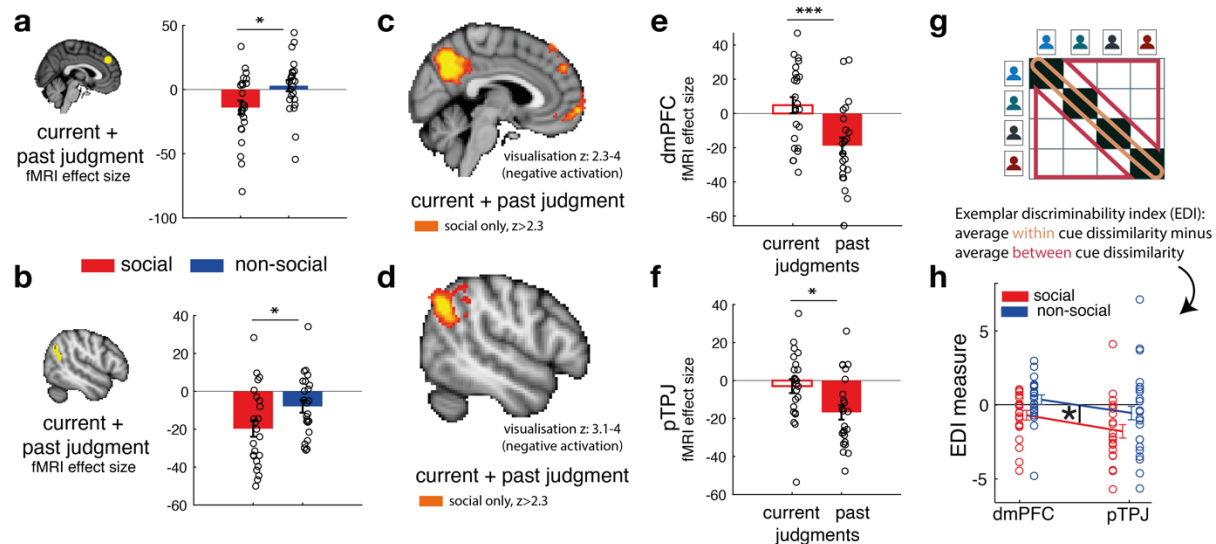 a
50
0
-50
-100
*
current +
past judgment
fMRI effect size
social
non-social
b
40
20
0
-20
-40
-60
*
current +
past judgment
fMRI effect size
c
visualisation z: 2.3-4
(negative activation)
current + past judgment
social only, z>2.3
d
visualisation z: 3.1-4
(negative activation)
current + past judgment
social only, z>2.3
e
dmPFC
fMRI effect size
40
20
0
-20
-40
-60
***
current past
judgments
f
pTPJ
fMRI effect size
40
20
0
-20
-40
-60
*
current past
judgments
g
Exemplar discriminability index (EDI):
average within cue dissimilarity minus
average between cue dissimilarity
h
social
non-social
EDI measure
5
0
-5
*
dmPFC pTPJ